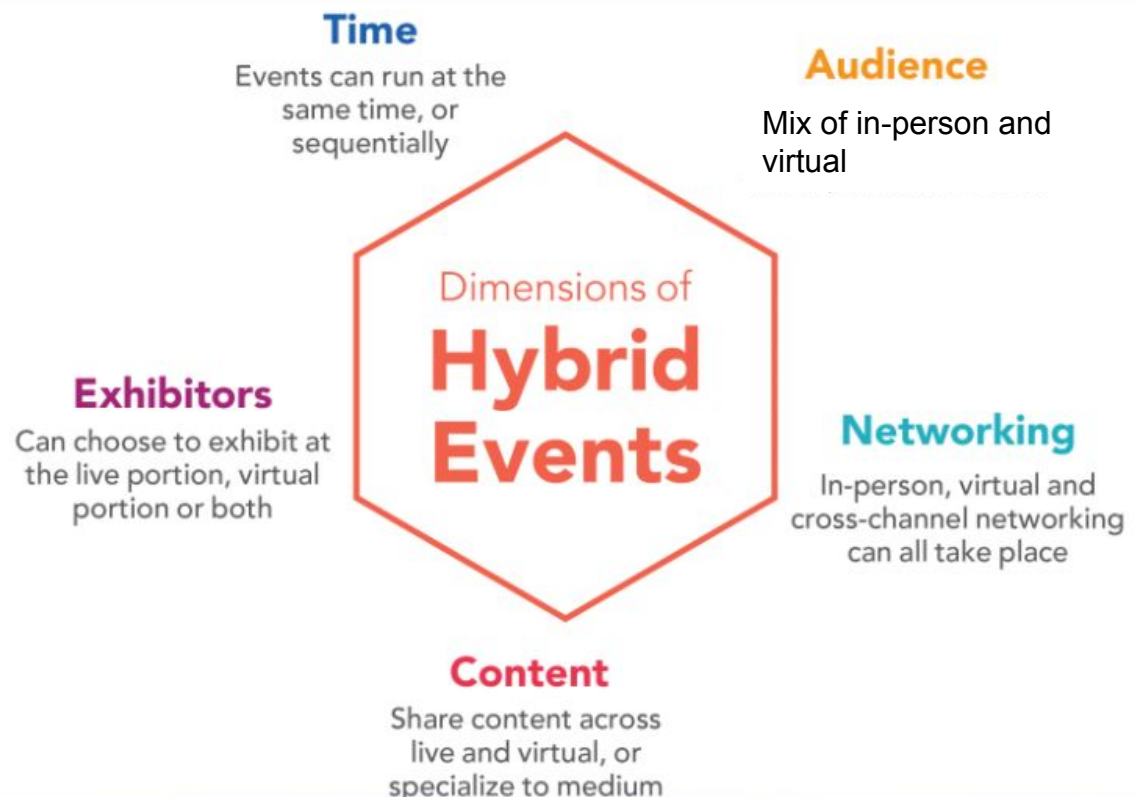 Time
Events can run at the
same time, or
sequentially
Audience
Mix of in-person and
virtual
Dimensions of
Hybrid
Events
Exhibitors
Can choose to exhibit at
the live portion, virtual
portion or both
Networking
In-person, virtual and
cross-channel networking
can all take place
Content
Share content across
live and virtual, or
specialize to medium